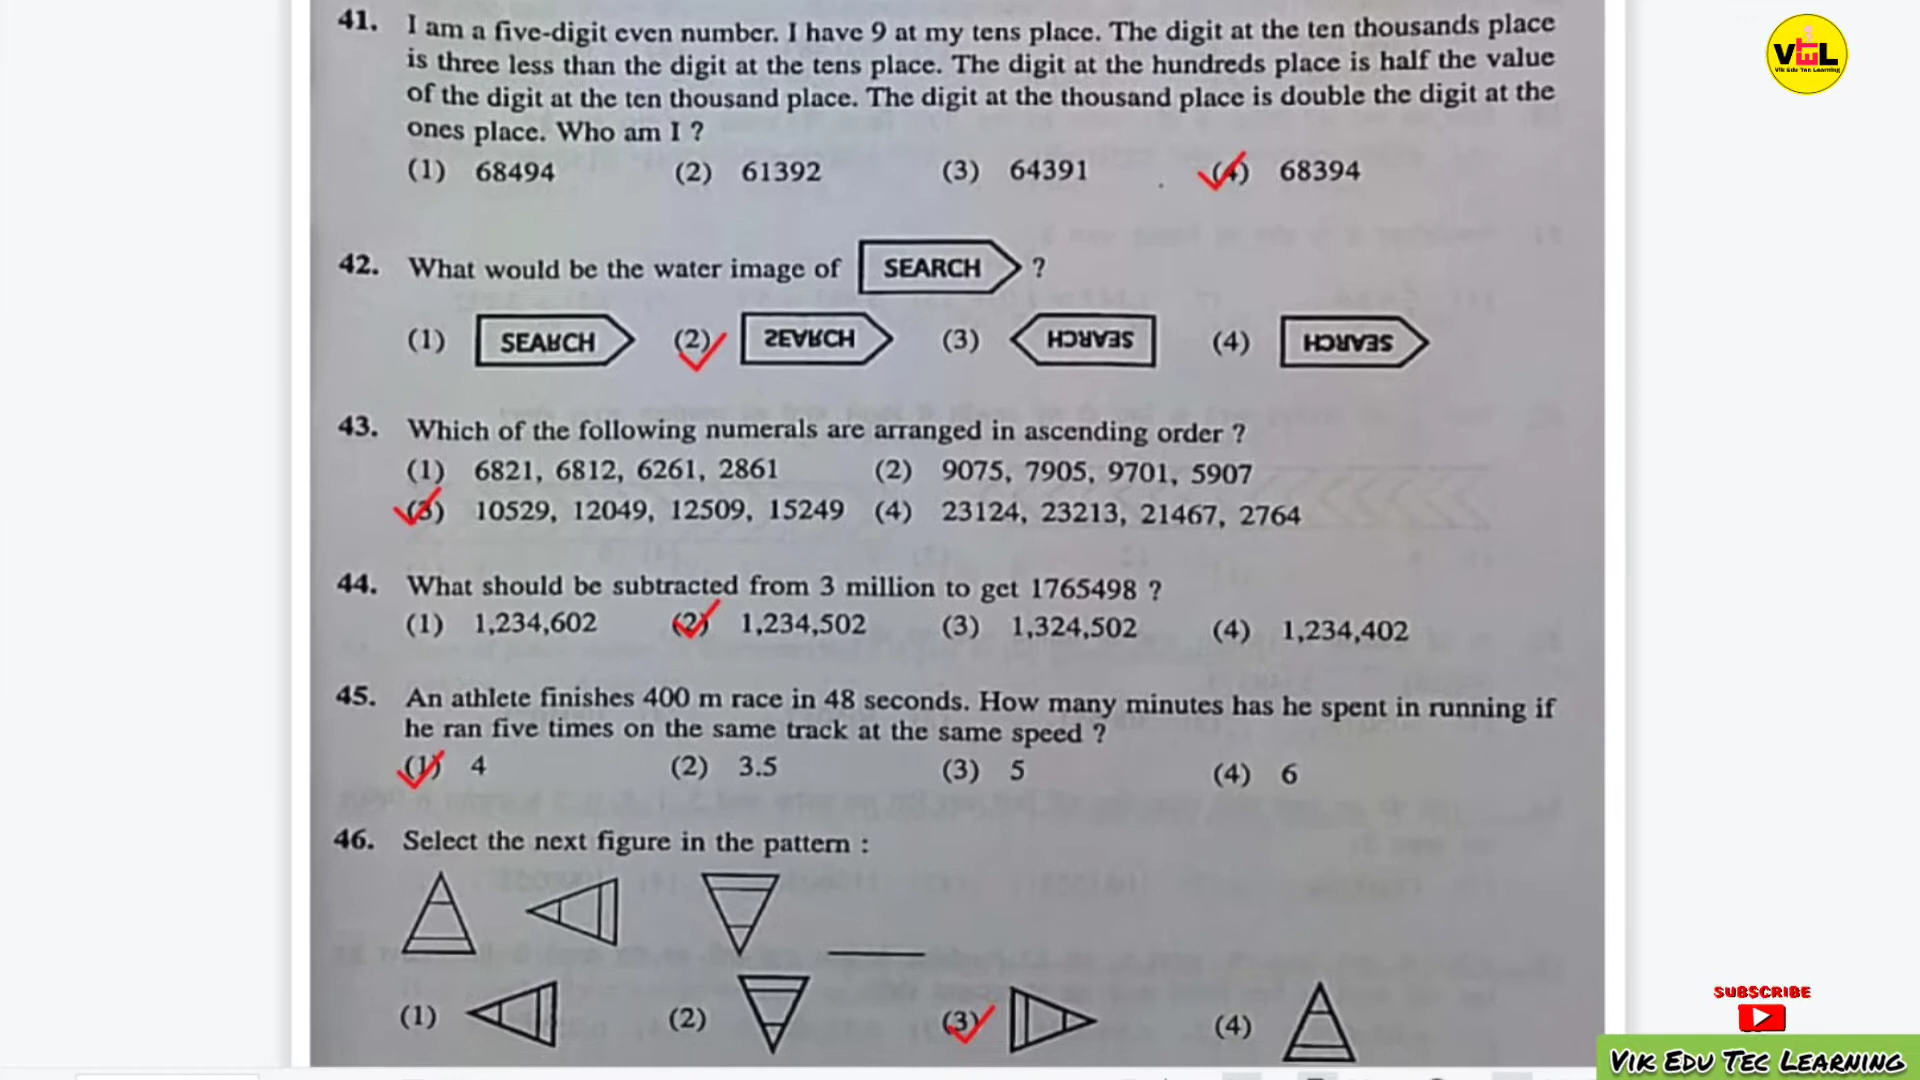 41. I am a five-digit even number. I have 9 at my tens place. The digit at the ten thousands place
is three less than the digit at the tens place. The digit at the hundreds place is half the value
of the digit at the ten thousand place. The digit at the thousand place is double the digit at the
ones place. Who am I ?
(1) 68494 (2) 61392 (3) 64391 (4) 68394
42. What would be the water image of SEARCH ?
(1) SEARCH (2) SEARCH (3) SEARCH (4) SEARCH
43. Which of the following numerals are arranged in ascending order ?
(1) 6821, 6812, 6261, 2861 (2) 9075, 7905, 9701, 5907
(3) 10529, 12049, 12509, 15249 (4) 23124, 23213, 21467, 2764
44. What should be subtracted from 3 million to get 1765498 ?
(1) 1,234,602 (2) 1,234,502 (3) 1,324,502 (4) 1,234,402
45. An athlete finishes 400 m race in 48 seconds. How many minutes has he spent in running if
he ran five times on the same track at the same speed ?
(1) 4 (2) 3.5 (3) 5 (4) 6
46. Select the next figure in the pattern :
(1) (2) (3) (4)
VEL
Vik Edu Tec Learning
SUBSCRIBE
VIK EDU TEC LEARNING